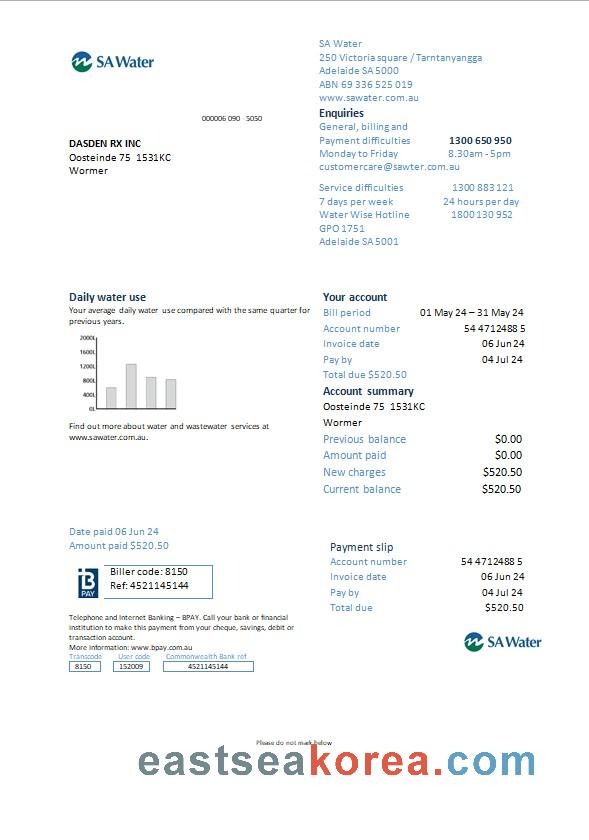 SA Water
SA Water
250 Victoria square / Tarntanyangga
Adelaide SA 5000
ABN 69 336 525 019
www.sawater.com.au
000006 090 5050
Enquiries
General, billing and
Payment difficulties 1300 650 950
Monday to Friday 8.30am - 5pm
customercare@sawter.com.au
DASDEN RX INC
Oosteinde 75 1531KC
Wormer
Service difficulties 1300 883 121
7 days per week 24 hours per day
Water Wise Hotline 1800 130 952
GPO 1751
Adelaide SA 5001
Daily water use
Your average daily water use compared with the same quarter for
previous years.
2000L
1600L
1200L
800L
400L
0L
Find out more about water and wastewater services at
www.sawater.com.au.
Your account
Bill period 01 May 24 – 31 May 24
Account number 54 4712488 5
Invoice date 06 Jun 24
Pay by 04 Jul 24
Total due $520.50
Account summary
Oosteinde 75 1531KC
Wormer
Previous balance $0.00
Amount paid $0.00
New charges $520.50
Current balance $520.50
Date paid 06 Jun 24
Amount paid $520.50
B
PAY
Biller code: 8150
Ref: 4521145144
Telephone and Internet Banking – BPAY. Call your bank or financial
institution to make this payment from your cheque, savings, debit or
transaction account.
More information: www.bpay.com.au
Transcode User code Commonwealth Bank ref
8150 152009 4521145144
Payment slip
Account number 54 4712488 5
Invoice date 06 Jun 24
Pay by 04 Jul 24
Total due $520.50
SA Water
Please do not mark below
eastseakorea.com